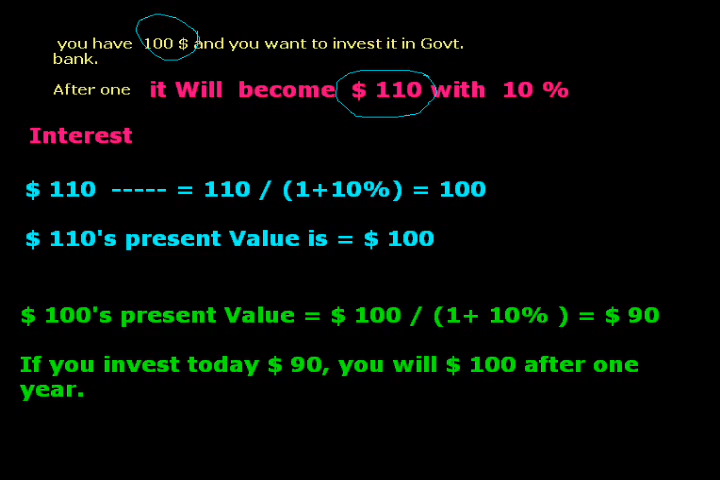 you have 100 $ and you want to invest it in Govt.
bank.
After one it Will become $ 110 with 10 %
Interest
$ 110 ----- = 110 / (1+10%) = 100
$ 110's present Value is = $ 100
$ 100's present Value = $ 100 / (1+ 10% ) = $ 90
If you invest today $ 90, you will $ 100 after one
year.